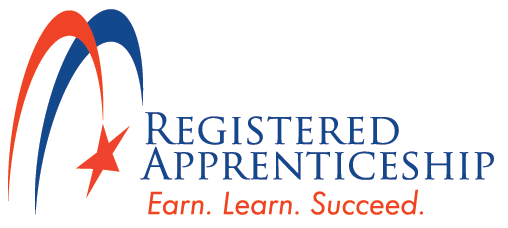 REGISTERED
APPRENTICESHIP
Earn. Learn. Succeed.